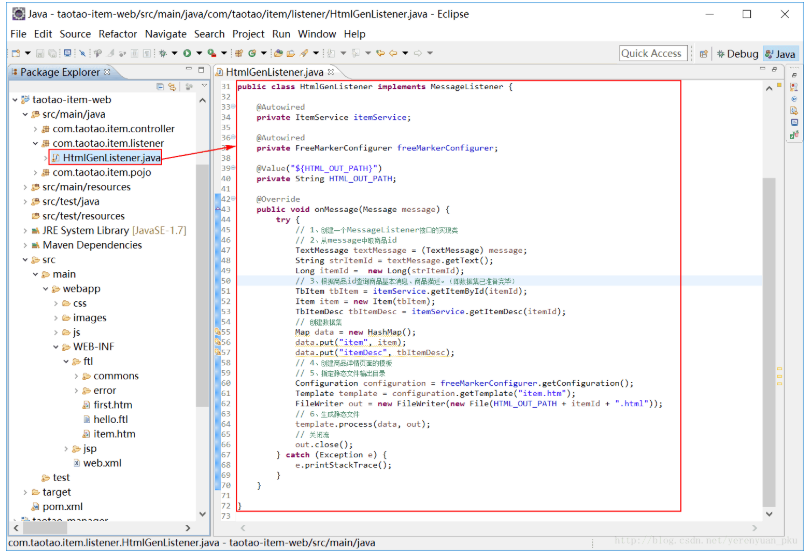 Java - taotao-item-web/src/main/java/com/taotao/item/listener/HtmlGenListener.java - Eclipse
File Edit Source Refactor Navigate Search Project Run Window Help
Quick Access
Debug
Java
Package Explorer
taotao-item-web
src/main/java
com.taotao.item.controller
com.taotao.item.listener
HtmlGenListener.java
com.taotao.item.pojo
src/main/resources
src/test/java
src/test/resources
JRE System Library [JavaSE-1.7]
Maven Dependencies
src
main
webapp
css
images
js
WEB-INF
ftl
commons
error
first.htm
hello.ftl
item.htm
jsp
web.xml
test
target
pom.xml
taotao-manager
HtmlGenListener.java
31 public class HtmlGenListener implements MessageListener {
32
33 @Autowired
34 private ItemService itemService;
35
36 @Autowired
37 private FreeMarkerConfigurer freeMarkerConfigurer;
38
39 @Value("${HTML_OUT_PATH}")
40 private String HTML_OUT_PATH;
41
42 @Override
43 public void onMessage(Message message) {
44 try {
45 // 1、创建一个MessageListener接口的实现类
46 // 2、从message中取商品id
47 TextMessage textMessage = (TextMessage) message;
48 String strItemId = textMessage.getText();
49 Long itemId = new Long(strItemId);
50 // 3、根据商品id查询商品基本信息、商品描述。（即数据集已准备完毕）
51 TbItem tbItem = itemService.getItemById(itemId);
52 Item item = new Item(tbItem);
53 TbItemDesc tbItemDesc = itemService.getItemDesc(itemId);
54 // 创建数据集
55 Map data = new HashMap();
56 data.put("item", item);
57 data.put("itemDesc", tbItemDesc);
58 // 4、创建商品详情页面的模板
59 // 5、指定静态文件输出目录
60 Configuration configuration = freeMarkerConfigurer.getConfiguration();
61 Template template = configuration.getTemplate("item.htm");
62 FileWriter out = new FileWriter(new File(HTML_OUT_PATH + itemId + ".html"));
63 // 6、生成静态文件
64 template.process(data, out);
65 // 关闭流
66 out.close();
67 } catch (Exception e) {
68 e.printStackTrace();
69 }
70 }
71
72 }
73
com.taotao.item.listener.HtmlGenListener.java - taotao-item-web/src/main/java
http://blog.csdn.net/yerenyuan_pku